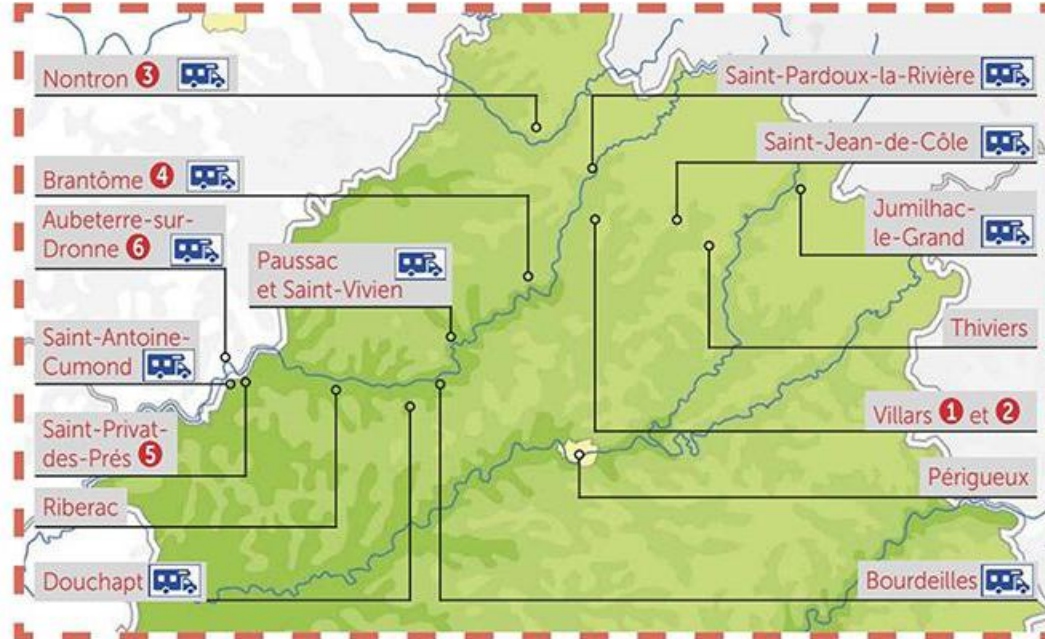 Nontron 3
Brantôme 4
Aubeterre-sur-
Dronne 6
Paussac
et Saint-Vivien
Saint-Antoine-
Cumond
Saint-Privat-
des-Prés 5
Riberac
Douchapt
Saint-Pardoux-la-Rivière
Saint-Jean-de-Côle
Jumilhac-
le-Grand
Thiviers
Villars 1 et 2
Périgueux
Bourdeilles